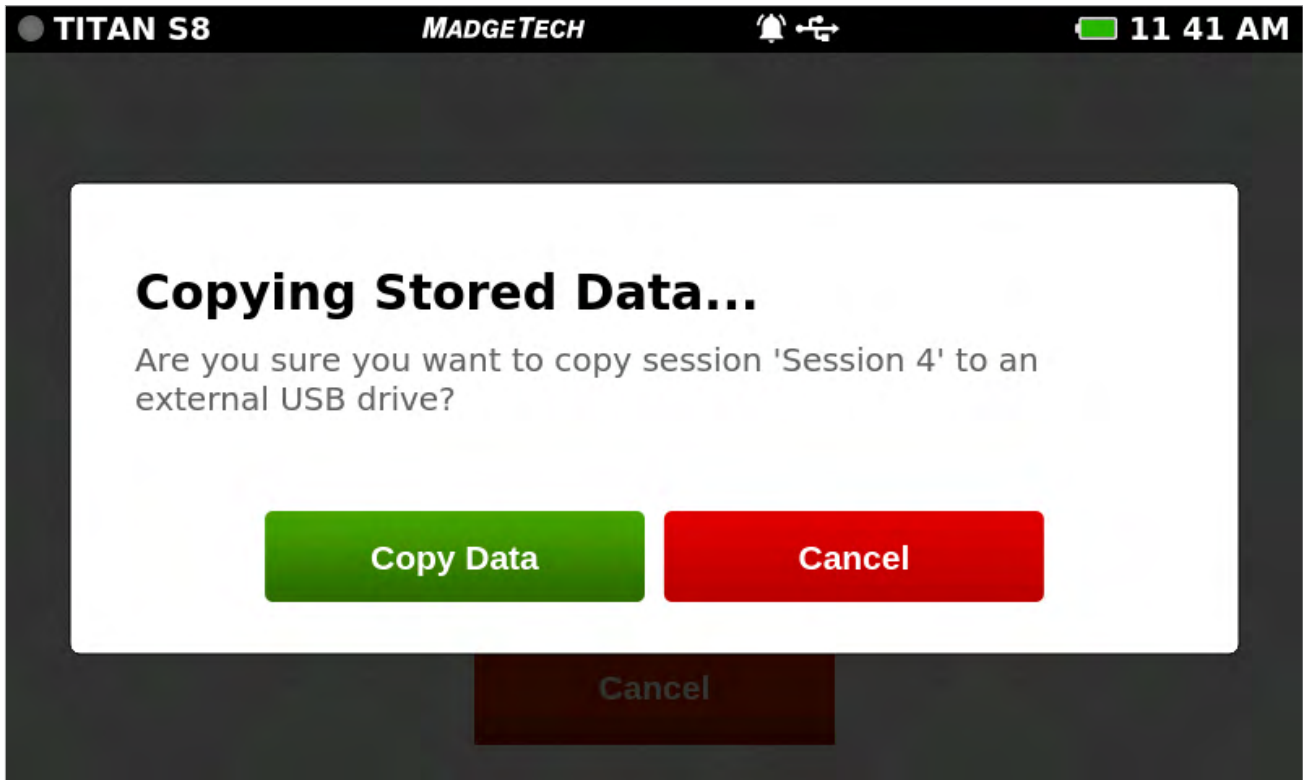 TITAN S8 MADGETECH 11 41 AM
Copying Stored Data...
Are you sure you want to copy session 'Session 4' to an
external USB drive?
Copy Data Cancel
Cancel